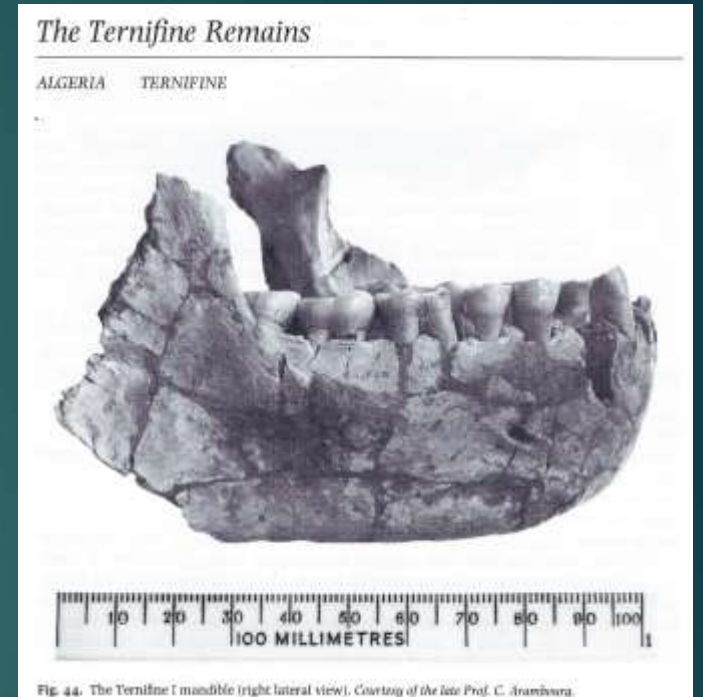 The Ternifine Remains
ALGERIA TERNIFINE
10 20 30 40 50 60 70 80 90 100
100 MILLIMETRES
Fig. 44. The Ternifine I mandible (right lateral view). Courtesy of the late Prof. C. Arambourg.